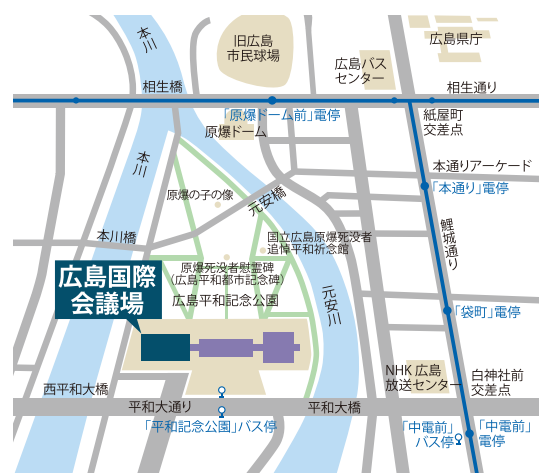 本川
旧広島
市民球場
広島県庁
広島バス
センター
相生橋
相生通り
「原爆ドーム前」電停
紙屋町
交差点
原爆ドーム
本川
本通りアーケード
「本通り」電停
原爆の子の像
元安橋
鯉城通り
本川橋
国立広島原爆死没者
追悼平和祈念館
原爆死没者慰霊碑
（広島平和都市記念碑）
広島国際
会議場
広島平和記念公園
元安川
「袋町」電停
NHK 広島
放送センター
白神社前
交差点
西平和大橋
平和大通り
平和大橋
「平和記念公園」バス停
「中電前」
バス停
「中電前」
電停